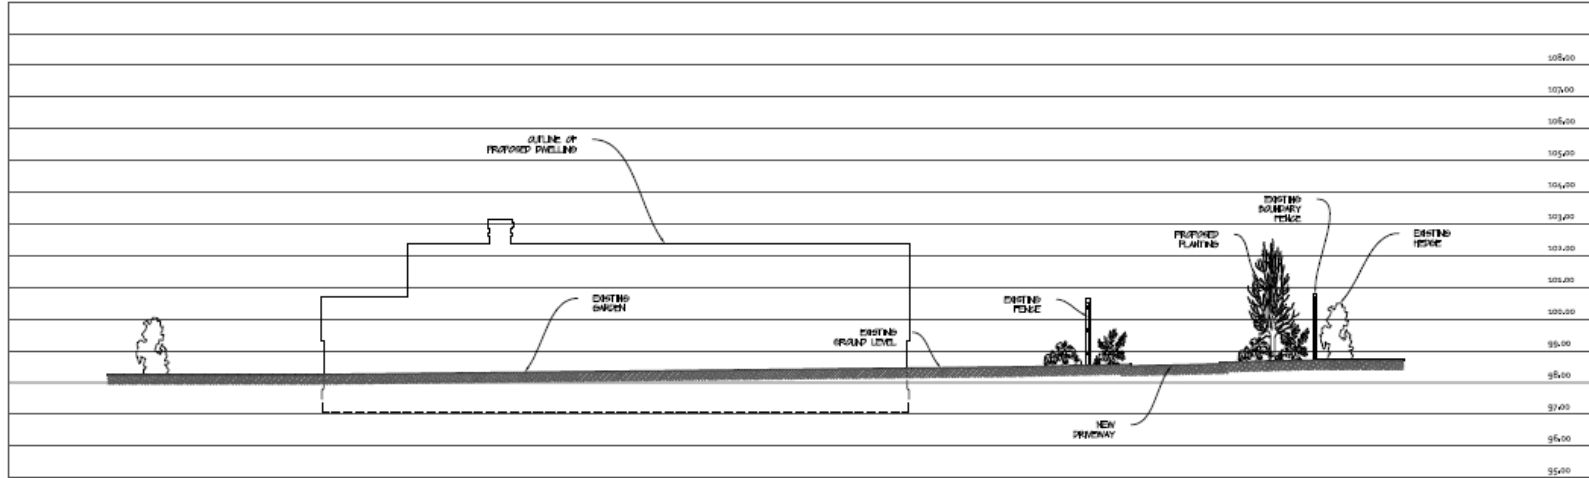 108.00
107.00
106.00
OUTLINE OF
PROPOSED DWELLING
105.00
104.00
EXISTING
BOUNDARY
FENCE
103.00
PROPOSED
PLANTING
EXISTING
HEDGE
102.00
101.00
EXISTING
GARDEN
EXISTING
FENCE
100.00
EXISTING
GROUND LEVEL
99.00
98.00
97.00
NEW
DRIVEWAY
96.00
95.00